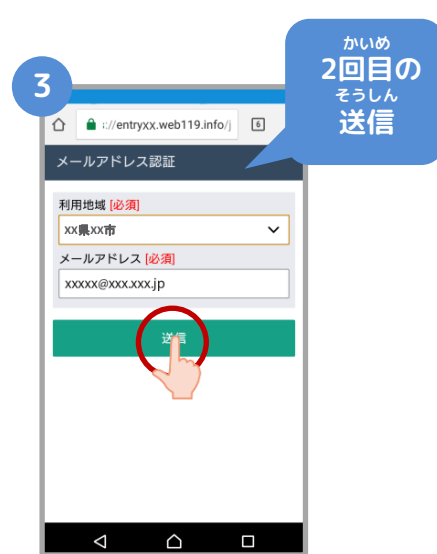 かいめ
2回目の
そうしん
送信
3
://entryxx.web119.info/j
6
メールアドレス認証
利用地域 [必須]
xx県xx市
メールアドレス [必須]
xxxxx@xxx.xxx.jp
送信